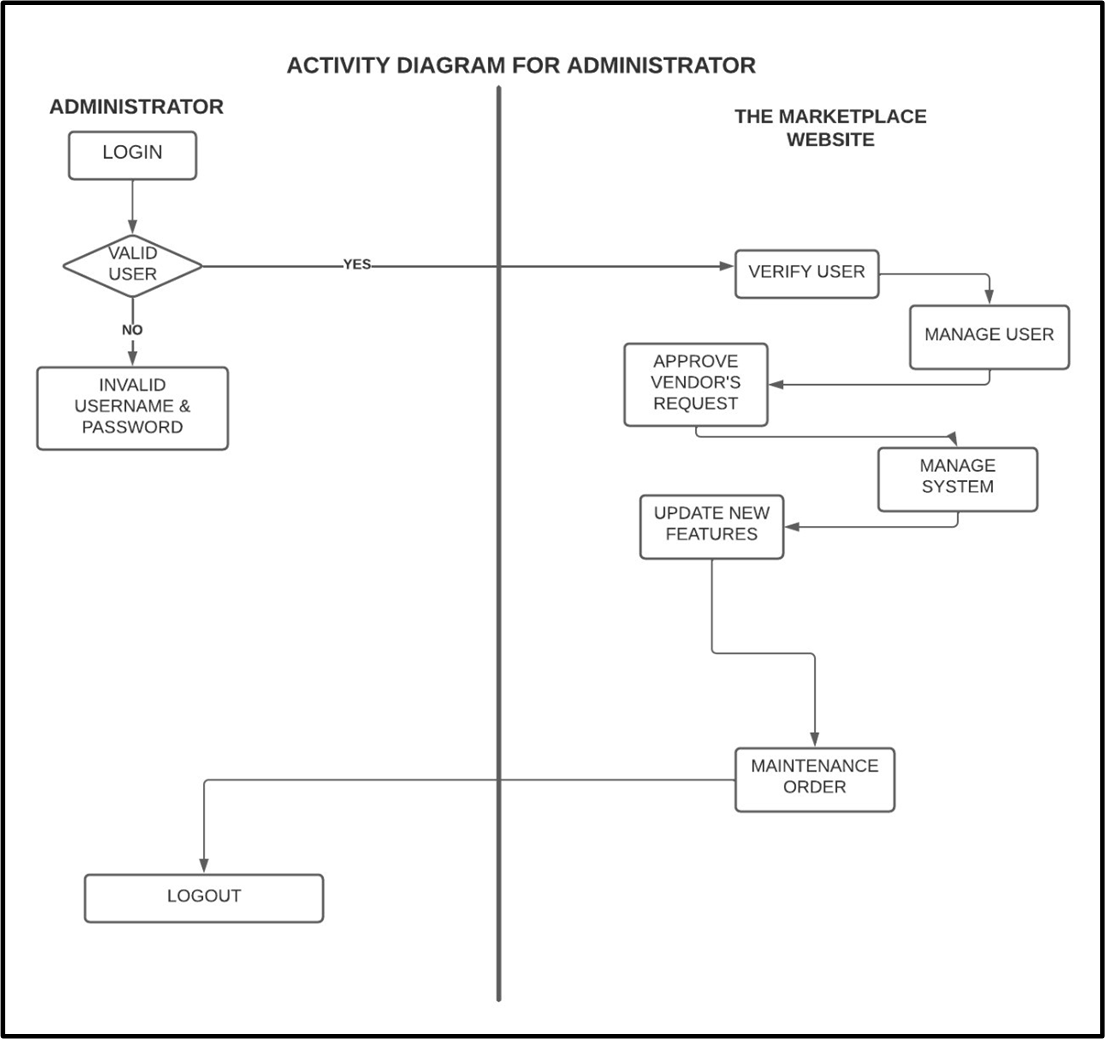 ACTIVITY DIAGRAM FOR ADMINISTRATOR
ADMINISTRATOR
THE MARKETPLACE
WEBSITE
LOGIN
VALID
USER
YES
VERIFY USER
NO
MANAGE USER
INVALID
USERNAME &
PASSWORD
APPROVE
VENDOR'S
REQUEST
MANAGE
SYSTEM
UPDATE NEW
FEATURES
MAINTENANCE
ORDER
LOGOUT